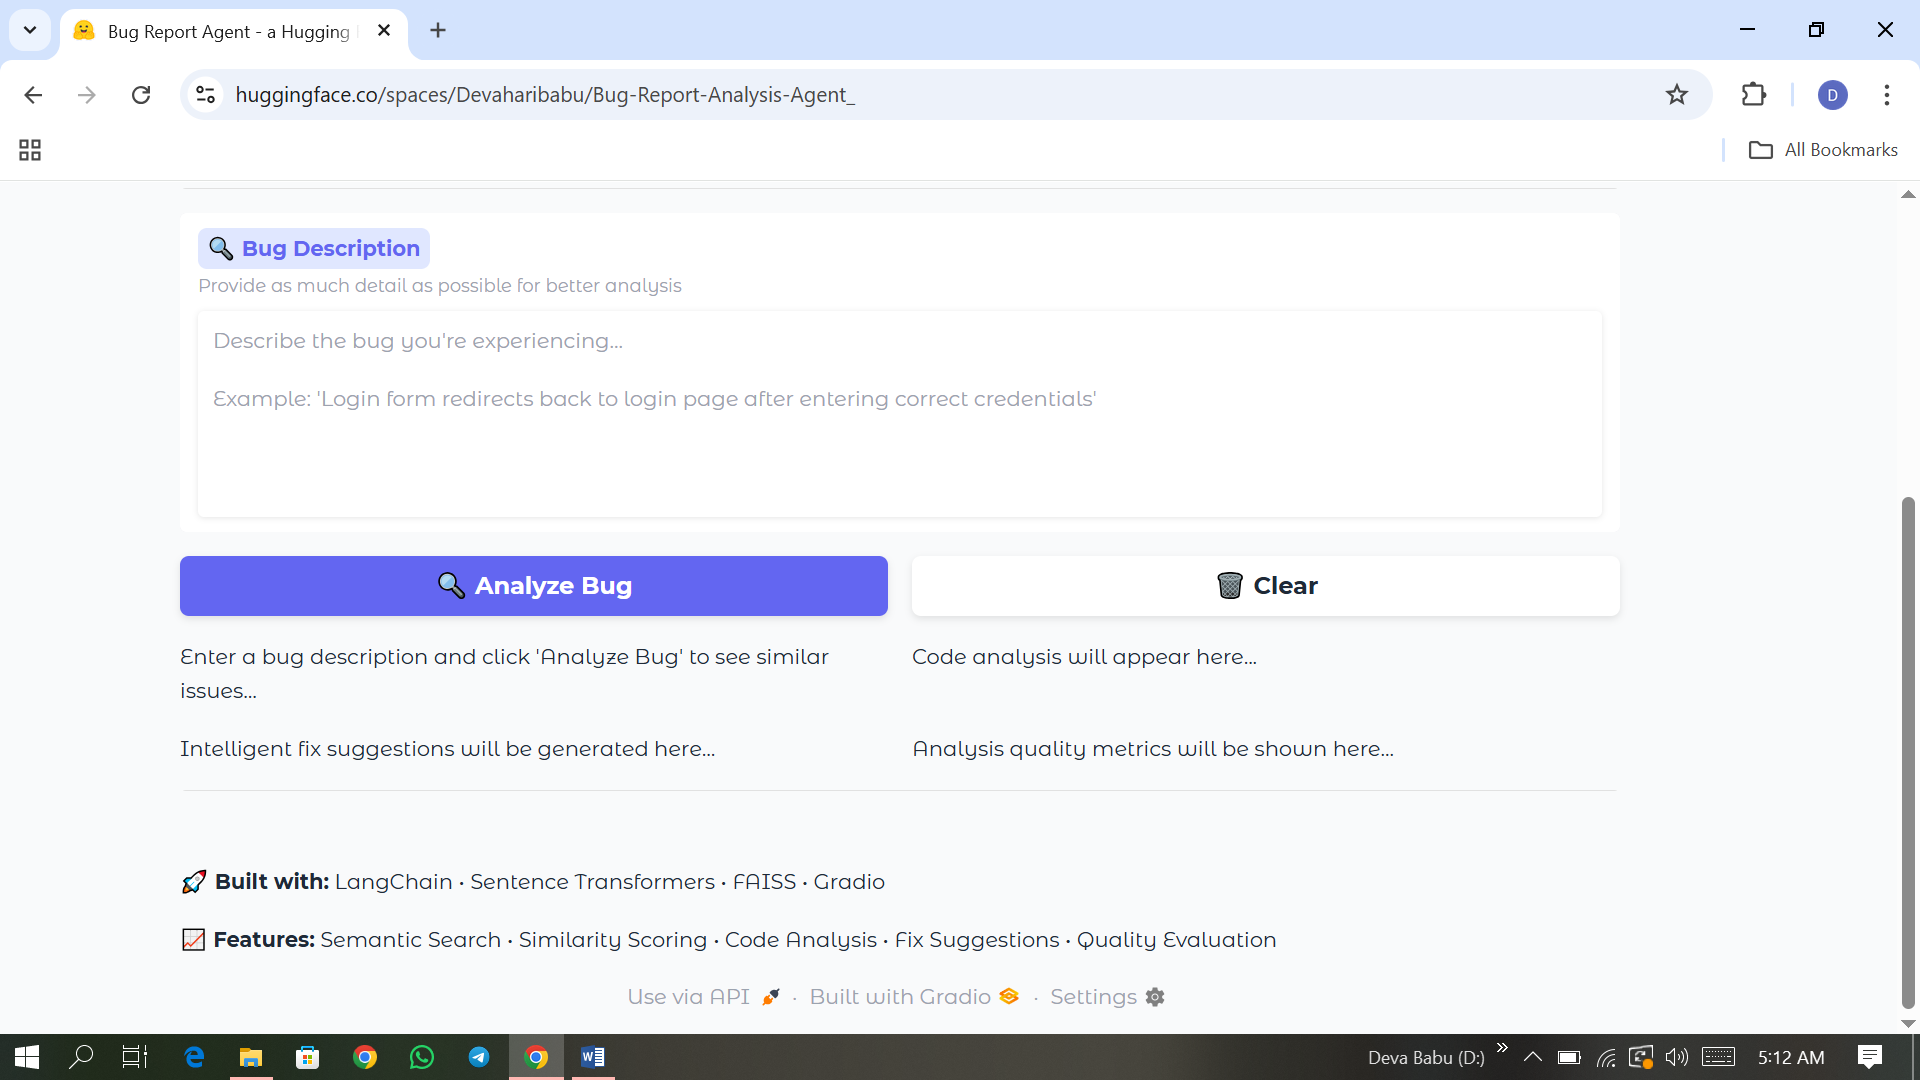 Bug Report Agent - a Hugging
huggingface.co/spaces/Devaharibabu/Bug-Report-Analysis-Agent_
D
All Bookmarks
🔍 Bug Description
Provide as much detail as possible for better analysis
Describe the bug you're experiencing...
Example: 'Login form redirects back to login page after entering correct credentials'
🔍 Analyze Bug
🗑️ Clear
Enter a bug description and click 'Analyze Bug' to see similar
issues...
Code analysis will appear here...
Intelligent fix suggestions will be generated here...
Analysis quality metrics will be shown here...
🚀 Built with: LangChain • Sentence Transformers • FAISS • Gradio
📈 Features: Semantic Search • Similarity Scoring • Code Analysis • Fix Suggestions • Quality Evaluation
Use via API · Built with Gradio · Settings
Deva Babu (D:)
5:12 AM